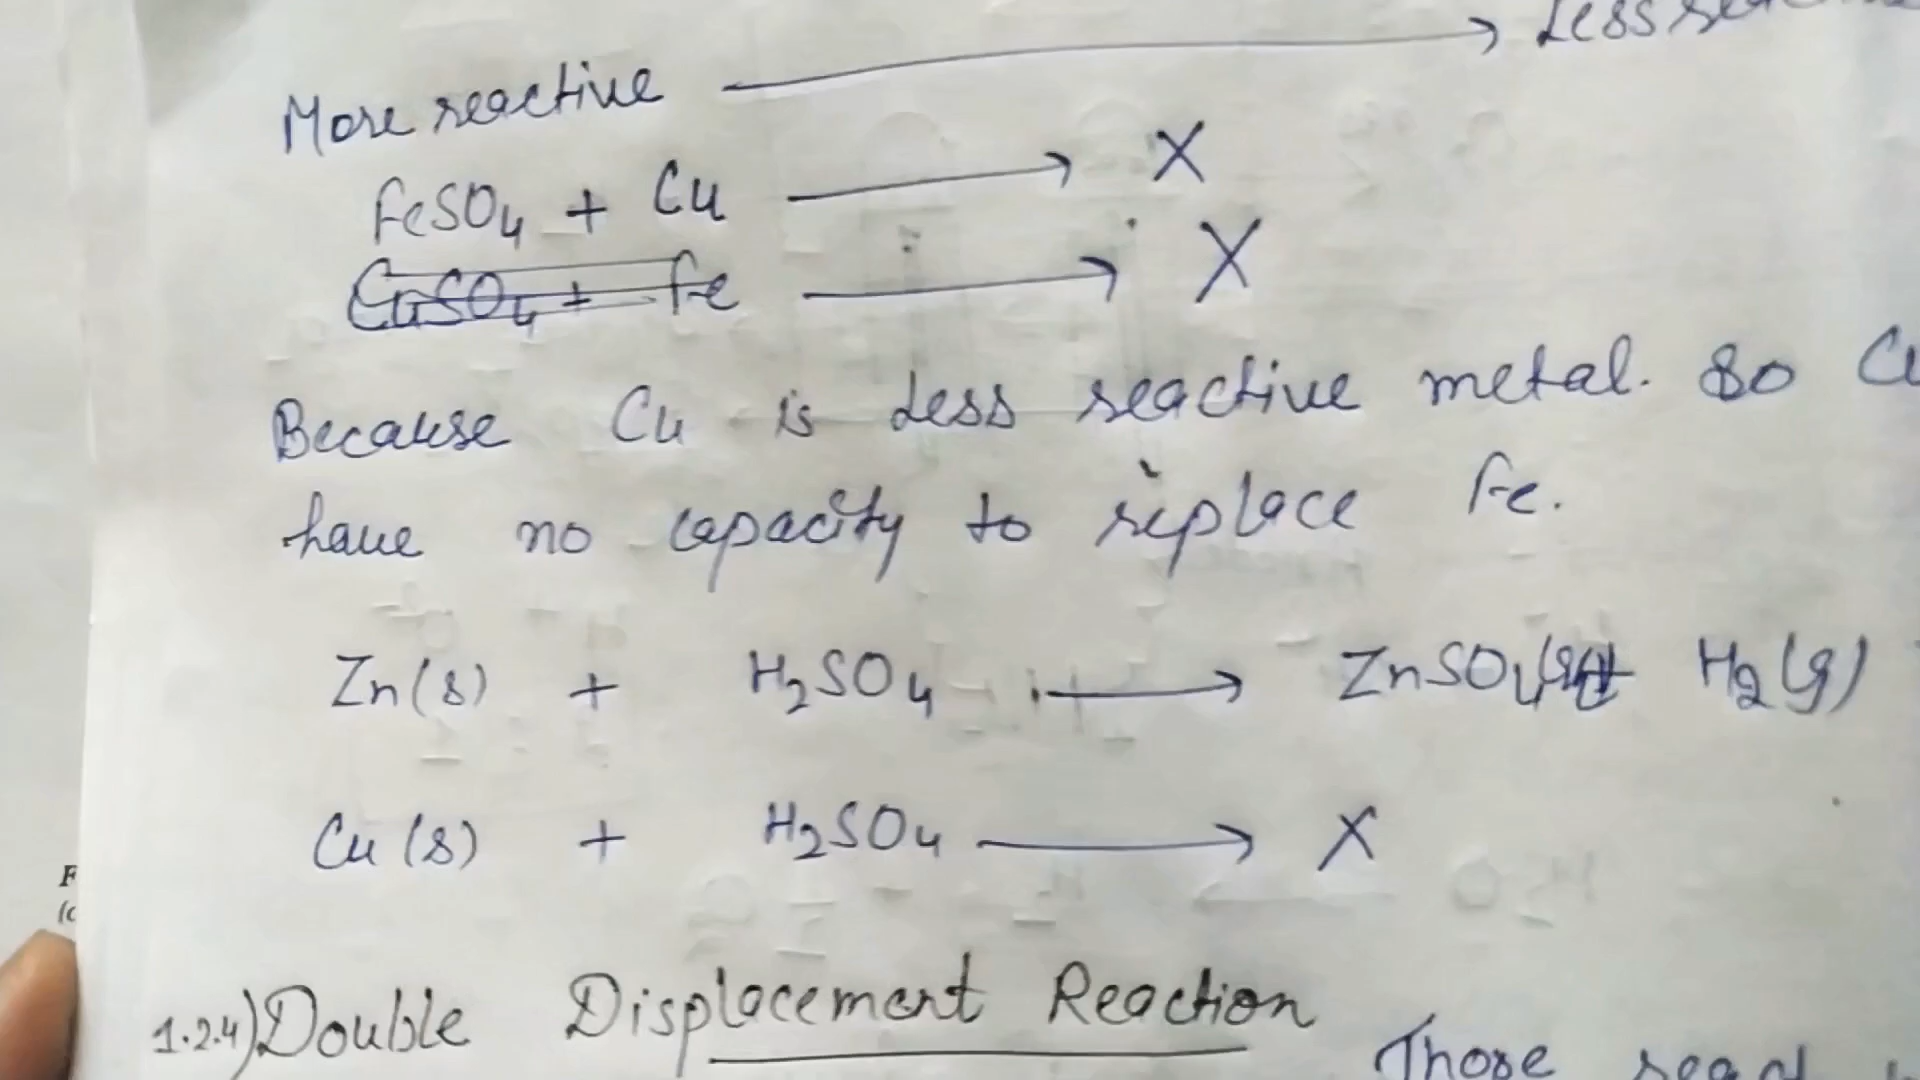 More reactive ⟶ Less
FeSO₄ + Cu ⟶ X
CuSO₄ + Fe ⟶ X
Because Cu is Less reactive metal. So Cu
have no capacity to replace Fe.
Zn(s) + H₂SO₄ ⟶ ZnSO₄ + H₂(g)
Cu(s) + H₂SO₄ ⟶ X
F
(c
1.2.4) Double Displacement Reaction
Those